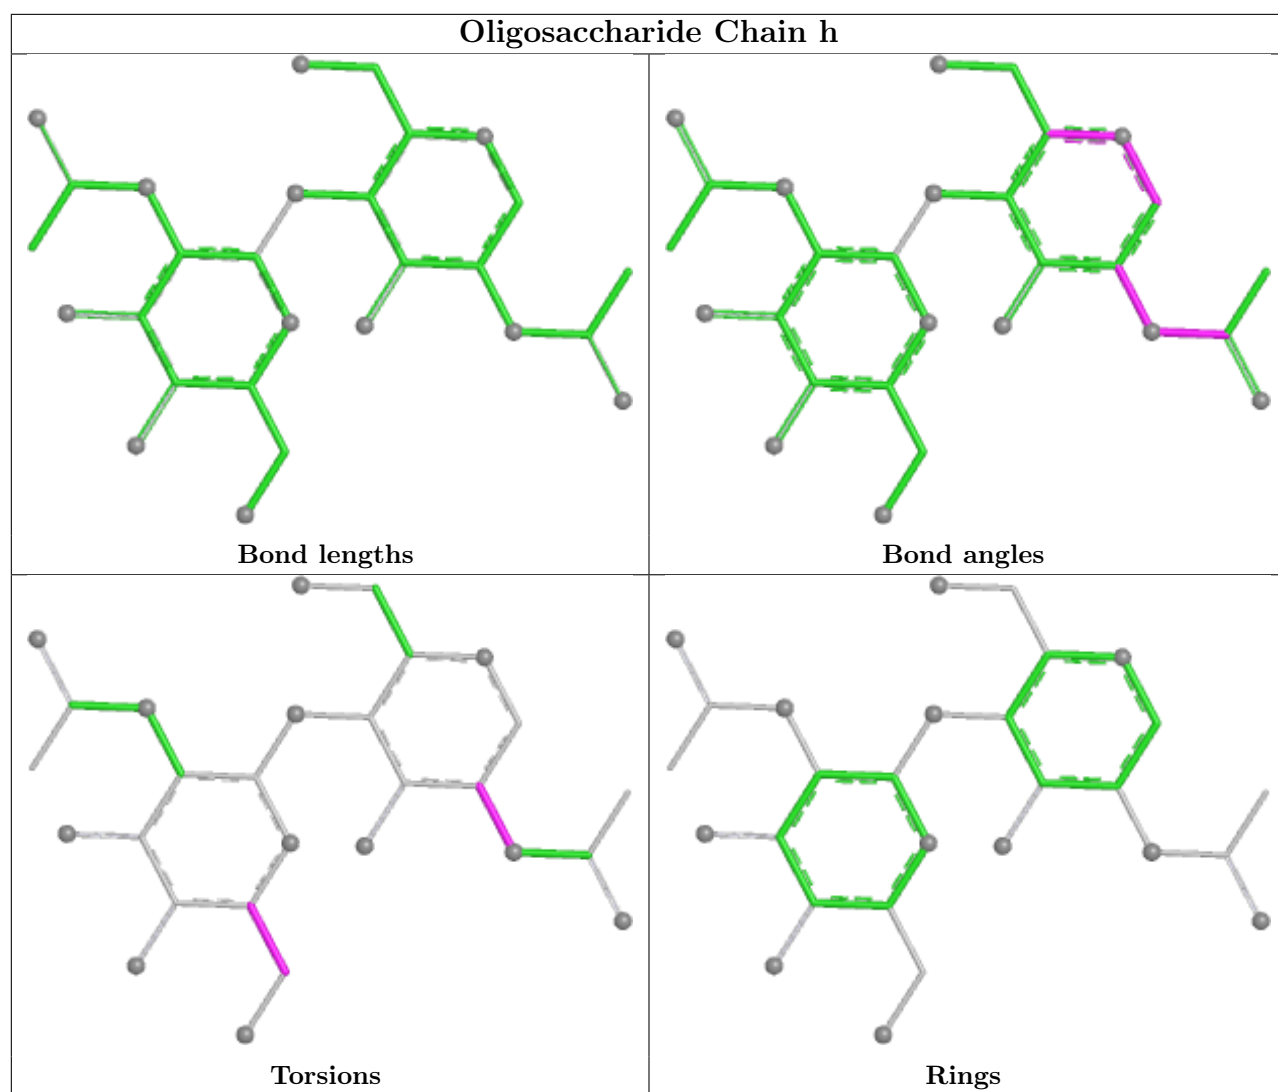 Oligosaccharide Chain h
Bond lengths
Bond angles
Torsions
Rings